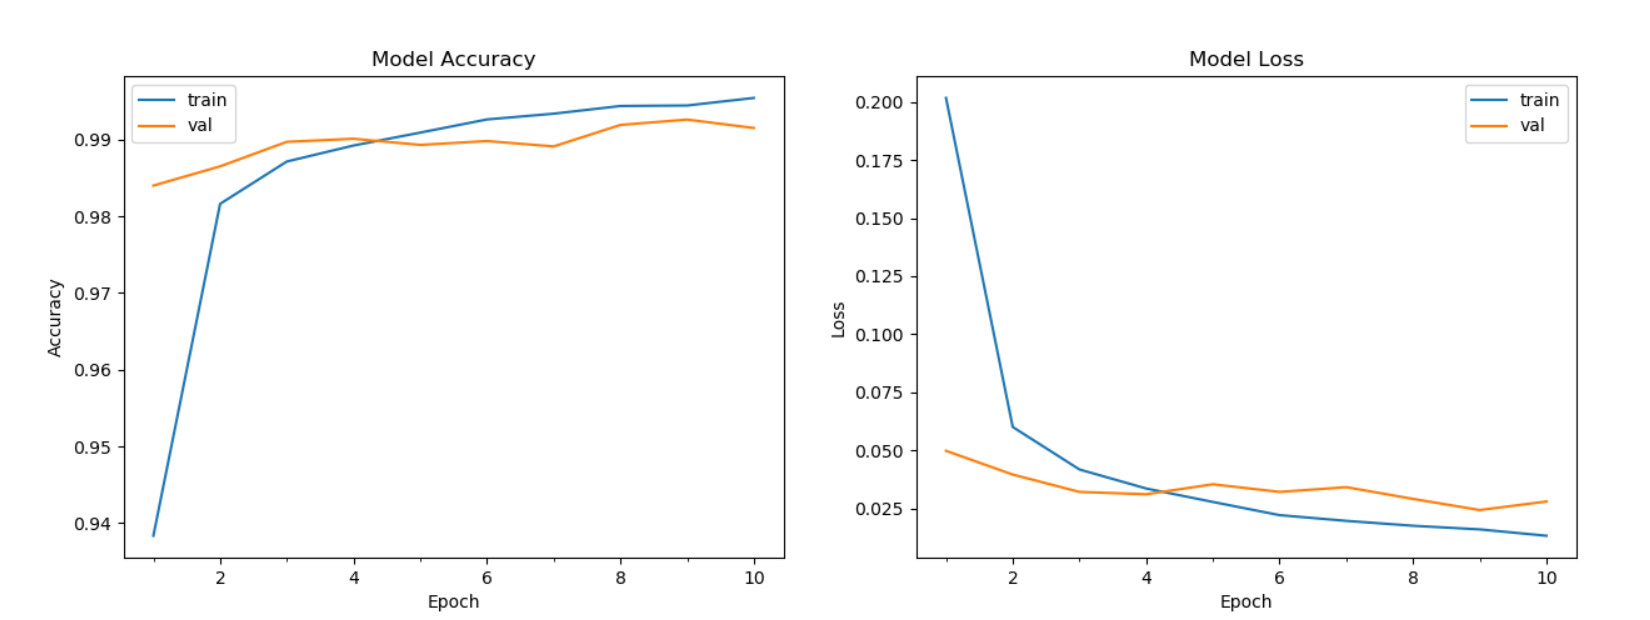 Model Accuracy
train
val
0.99
0.98
0.97
0.96
0.95
0.94
Accuracy
2 4 6 8 10
Epoch
Model Loss
train
val
0.200
0.175
0.150
0.125
0.100
0.075
0.050
0.025
Loss
2 4 6 8 10
Epoch